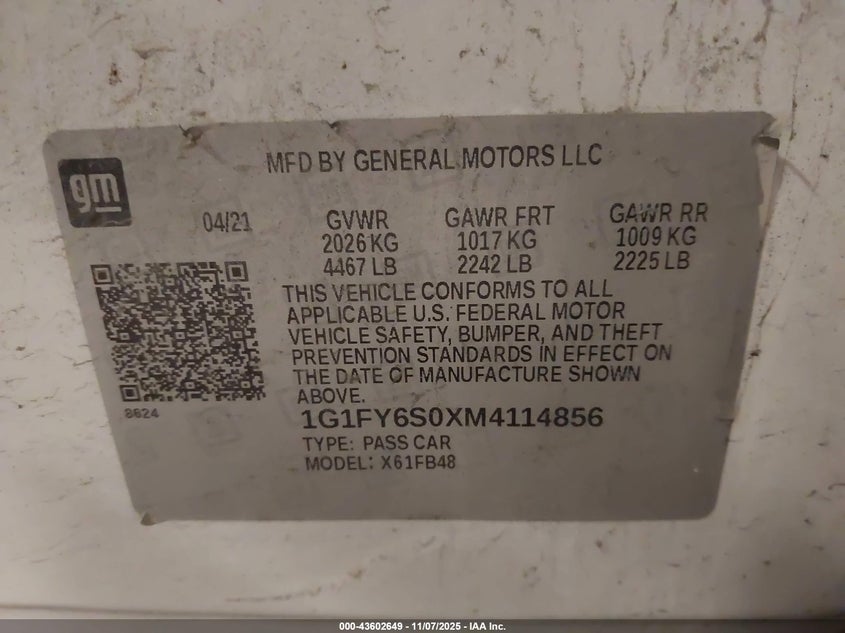 gm
MFD BY GENERAL MOTORS LLC
04/21 GVWR GAWR FRT GAWR RR
2026 KG 1017 KG 1009 KG
4467 LB 2242 LB 2225 LB
THIS VEHICLE CONFORMS TO ALL
APPLICABLE U.S. FEDERAL MOTOR
VEHICLE SAFETY, BUMPER, AND THEFT
PREVENTION STANDARDS IN EFFECT ON
THE DATE OF MANUFACTURE SHOWN
ABOVE.
8624
1G1FY6S0XM4114856
TYPE: PASS CAR
MODEL: X61FB48
000-43602649 - 11/07/2025 - IAA Inc.